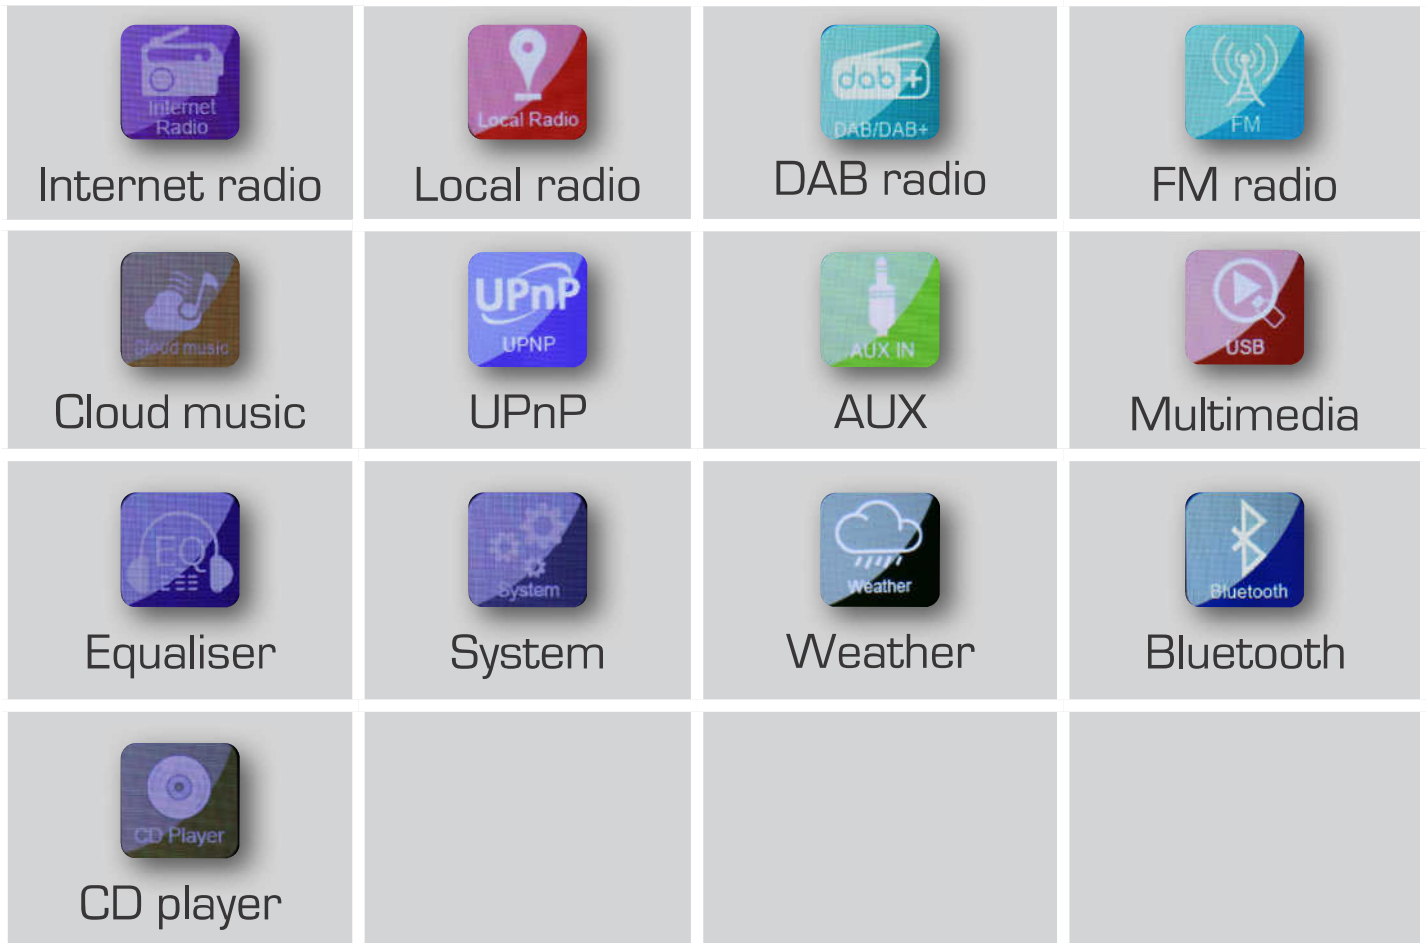 Internet
Radio
Internet radio
Local Radio
Local radio
dab+
DAB/DAB+
DAB radio
FM
FM radio
Cloud music
Cloud music
UPnP
UPNP
UPnP
AUX IN
AUX
USB
Multimedia
EQ
Equaliser
System
System
Weather
Weather
Bluetooth
Bluetooth
CD Player
CD player